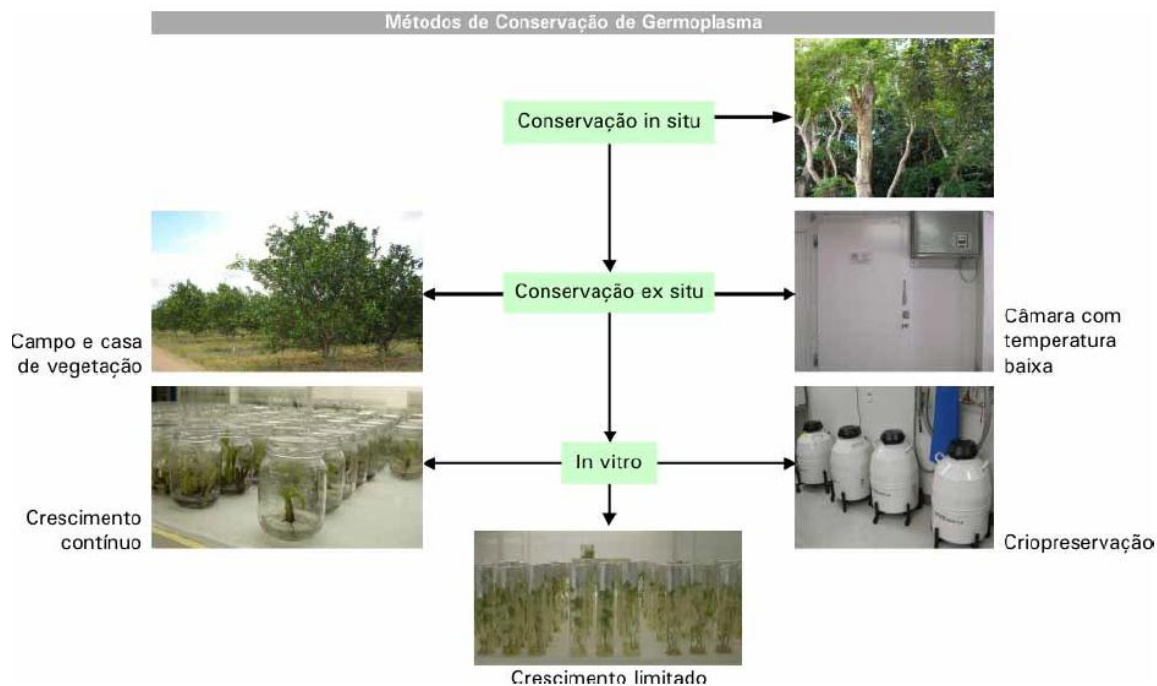 Métodos de Conservação de Germoplasma
Conservação in situ
Conservação ex situ
Campo e casa
de vegetação
Câmara com
temperatura
baixa
In vitro
Crescimento
contínuo
Criopreservação
Crescimento limitado